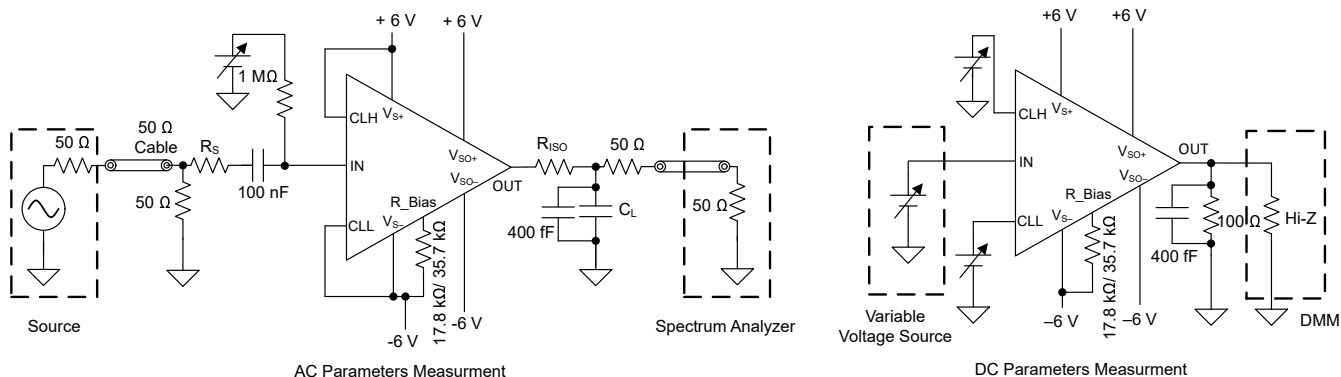 + 6 V
+ 6 V
1 MΩ
CLH
V_S+
50 Ω
50 Ω
Cable
R_S
100 nF
50 Ω
IN
V_SO+
V_SO–
OUT
R_Bias
CLL
V_S–
17.8 kΩ/ 35.7 kΩ
-6 V
-6 V
R_ISO
50 Ω
400 fF
C_L
50 Ω
Source
Spectrum Analyzer
AC Parameters Measurment
+6 V
+6 V
CLH
V_S+
IN
V_SO+
V_SO–
OUT
R_Bias
CLL
V_S–
17.8 kΩ/ 35.7 kΩ
–6 V
–6 V
400 fF
100 Ω
Hi-Z
Variable
Voltage Source
DMM
DC Parameters Measurment